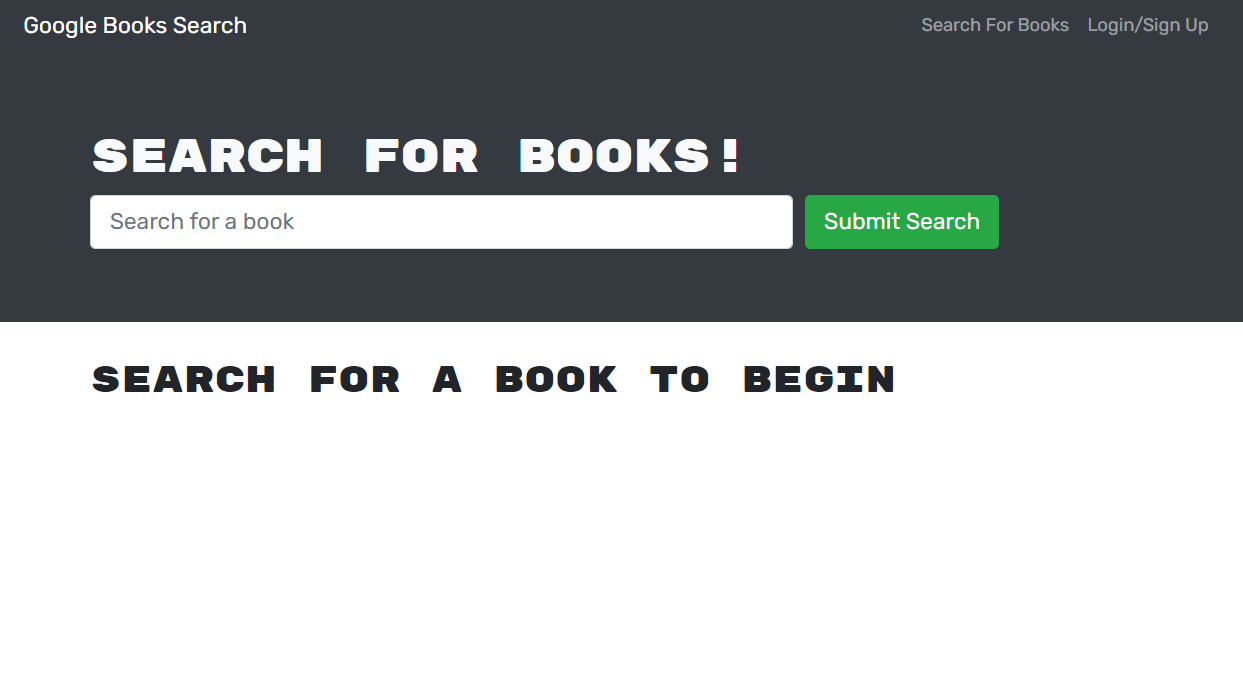 Google Books Search
Search For Books
Login/Sign Up
SEARCH FOR BOOKS!
Search for a book
Submit Search
SEARCH FOR A BOOK TO BEGIN